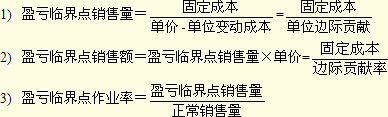 1) 盈亏临界点销售量＝固定成本/单价-单位变动成本=固定成本/单位边际贡献
2) 盈亏临界点销售额＝盈亏临界点销售量×单价=固定成本/边际贡献率
3) 盈亏临界点作业率＝盈亏临界点销售量/正常销售量